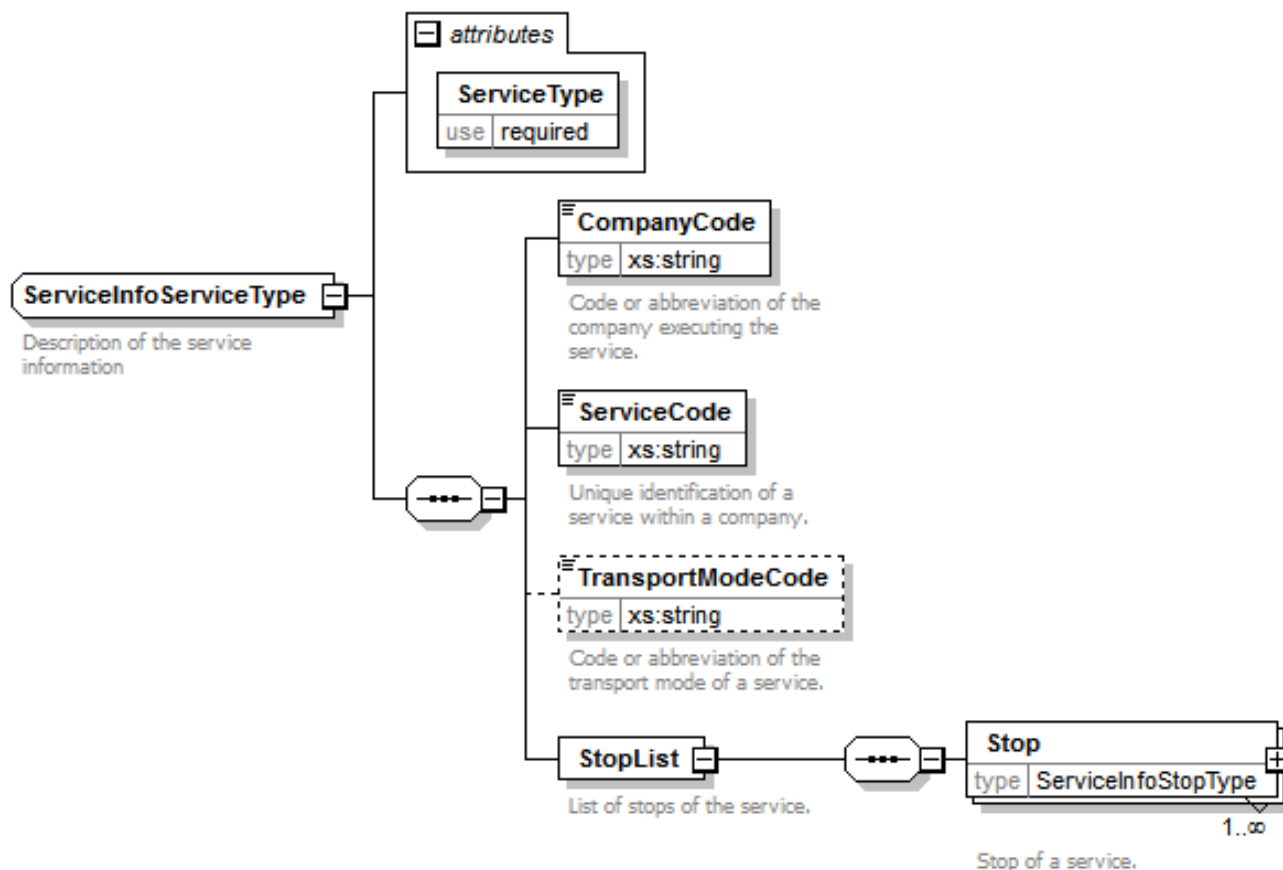 attributes
ServiceType
use required
CompanyCode
type xs:string
Code or abbreviation of the
company executing the
service.
ServiceInfoServiceType
Description of the service
information
ServiceCode
type xs:string
Unique identification of a
service within a company.
TransportModeCode
type xs:string
Code or abbreviation of the
transport mode of a service.
StopList
List of stops of the service.
Stop
type ServiceInfoStopType
1..∞
Stop of a service.